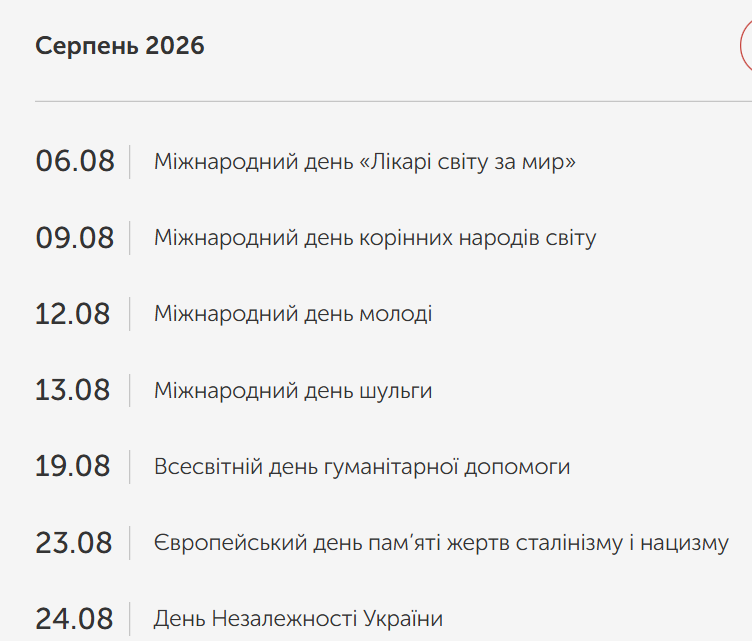 Серпень 2026
06.08 Міжнародний день «Лікарі світу за мир»
09.08 Міжнародний день корінних народів світу
12.08 Міжнародний день молоді
13.08 Міжнародний день шульги
19.08 Всесвітній день гуманітарної допомоги
23.08 Європейський день пам’яті жертв сталінізму і нацизму
24.08 День Незалежності України